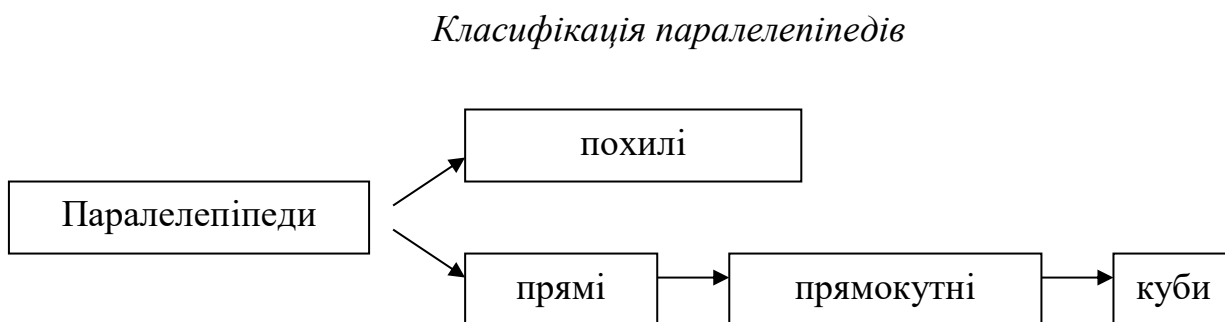 Класифікація паралелепіпедів
похилі
Паралелепіпеди
прямі прямокутні куби